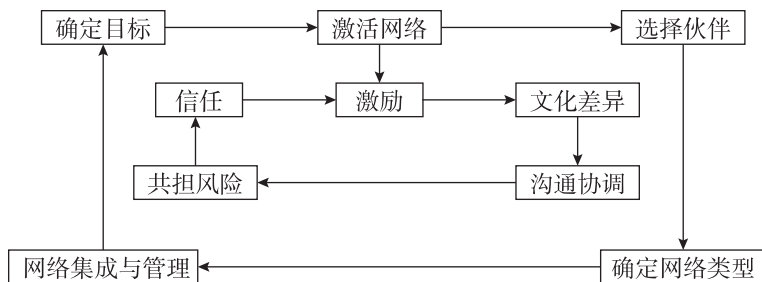 确定目标
激活网络
选择伙伴
信任
激励
文化差异
共担风险
沟通协调
网络集成与管理
确定网络类型